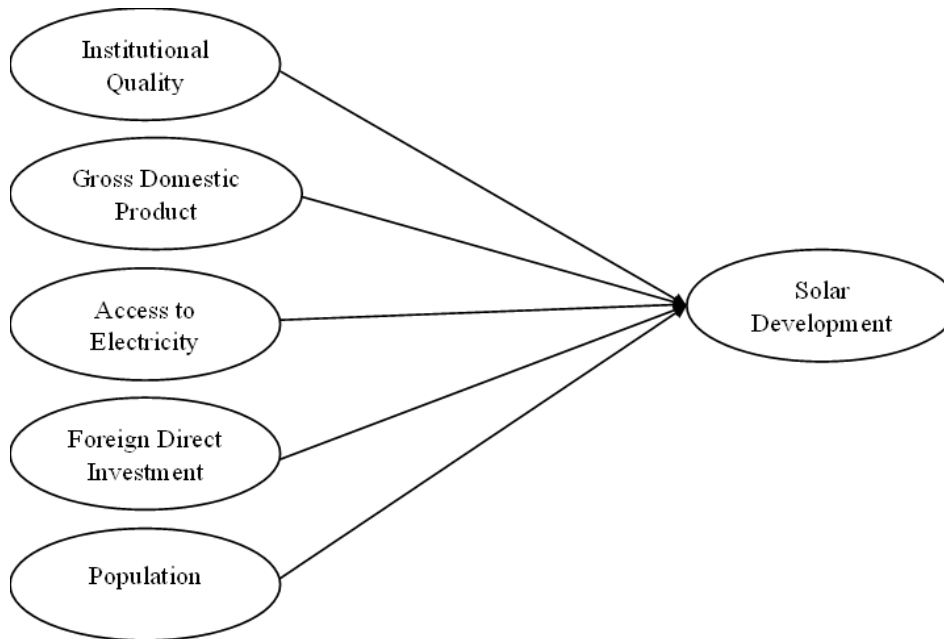 Institutional
Quality
Gross Domestic
Product
Access to
Electricity
Foreign Direct
Investment
Population
Solar
Development